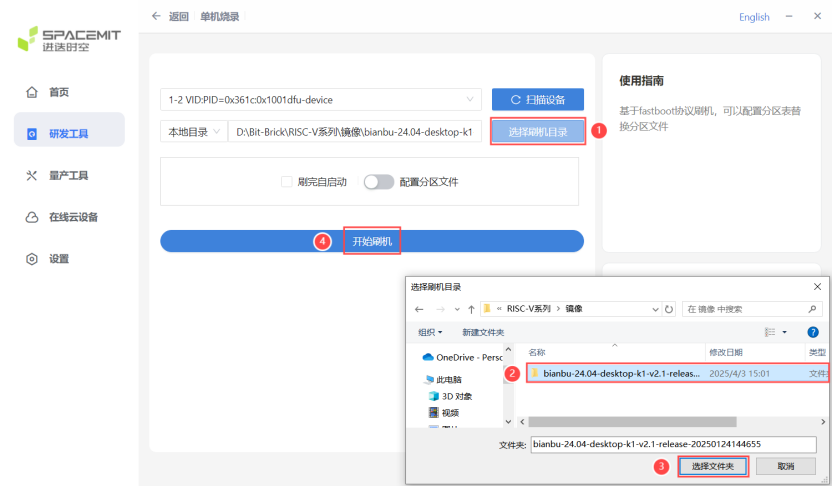 SPACEMIT
进迭时空
返回 单机烧录
English
首页
研发工具
量产工具
在线云设备
设置
1-2 VID:PID=0x361c:0x1001dfu-device
扫描设备
本地目录
D:\Bit-Brick\RISC-V系列\镜像\bianbu-24.04-desktop-k1
选择刷机目录
1
刷完自启动
配置分区文件
4
开始刷机
使用指南
基于fastboot协议刷机，可以配置分区表替
换分区文件
选择刷机目录
« RISC-V系列 › 镜像
在 镜像 中搜索
组织
新建文件夹
名称
修改日期
类型
OneDrive - Persc
此电脑
3D 对象
视频
2
bianbu-24.04-desktop-k1-v2.1-releas...
2025/4/3 15:01
文件
文件夹:
bianbu-24.04-desktop-k1-v2.1-release-20250124144655
3
选择文件夹
取消